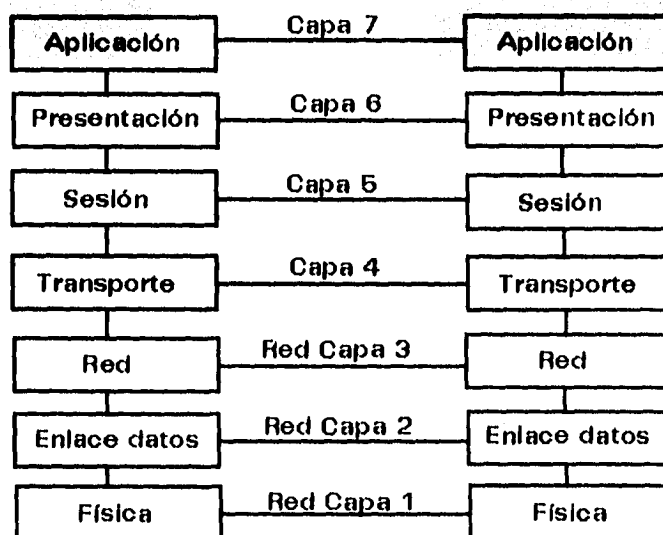 Aplicación Capa 7 Aplicación
Presentación Capa 6 Presentación
Sesión Capa 5 Sesión
Transporte Capa 4 Transporte
Red Red Capa 3 Red
Enlace datos Red Capa 2 Enlace datos
Física Red Capa 1 Física